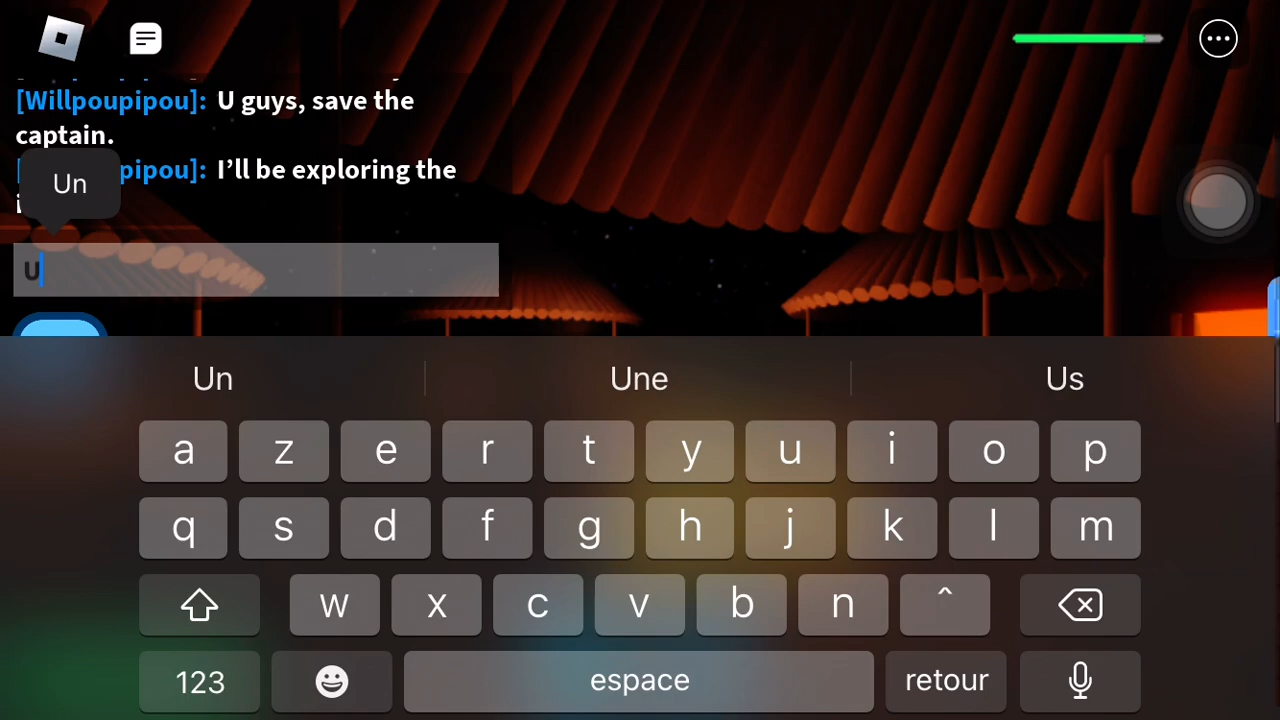 [Willpoupipou]: U guys, save the
captain.
pipou]: I’ll be exploring the
Un
U
Un Une Us
a z e r t y u i o p
q s d f g h j k l m
w x c v b n ^
123 espace retour